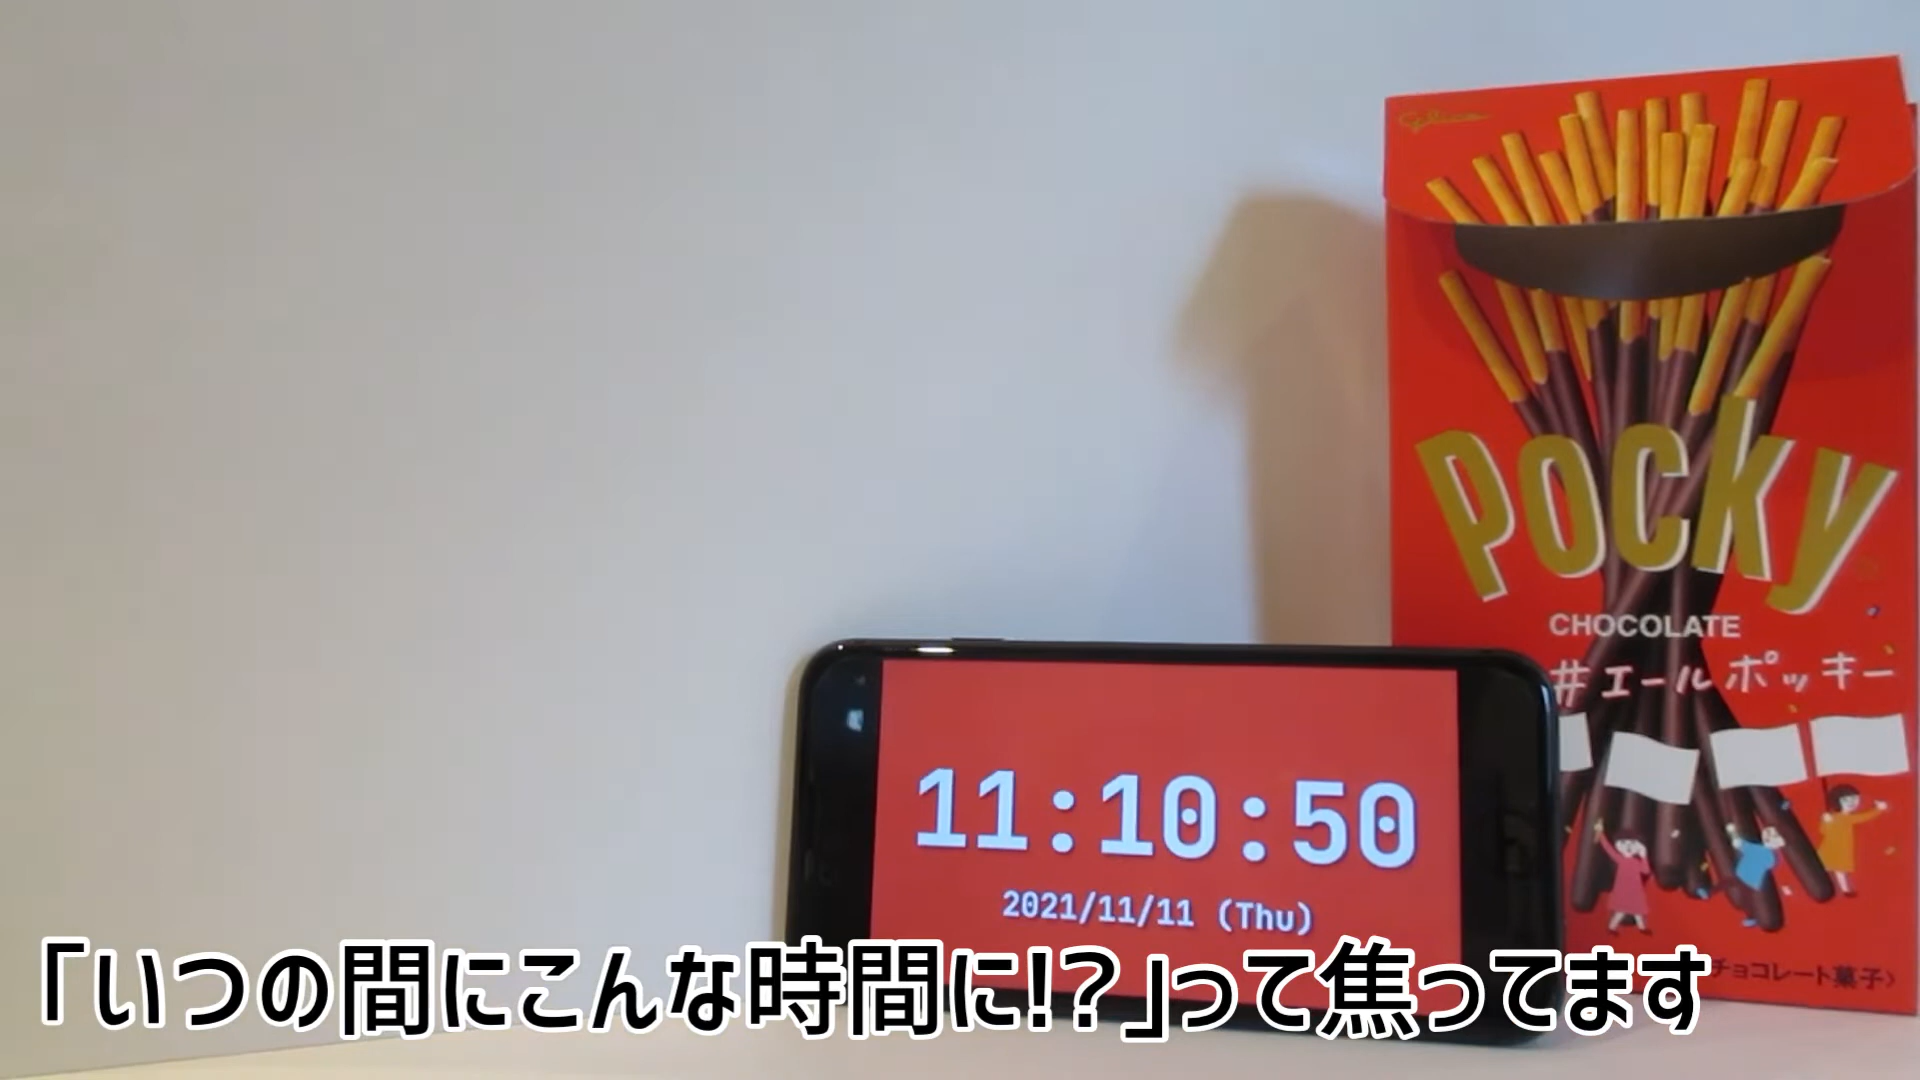 glico
pocky
CHOCOLATE
#エールポッキー
11:10:50
2021/11/11 (Thu)
チョコレート菓子〉
「いつの間にこんな時間に!?」って焦ってます